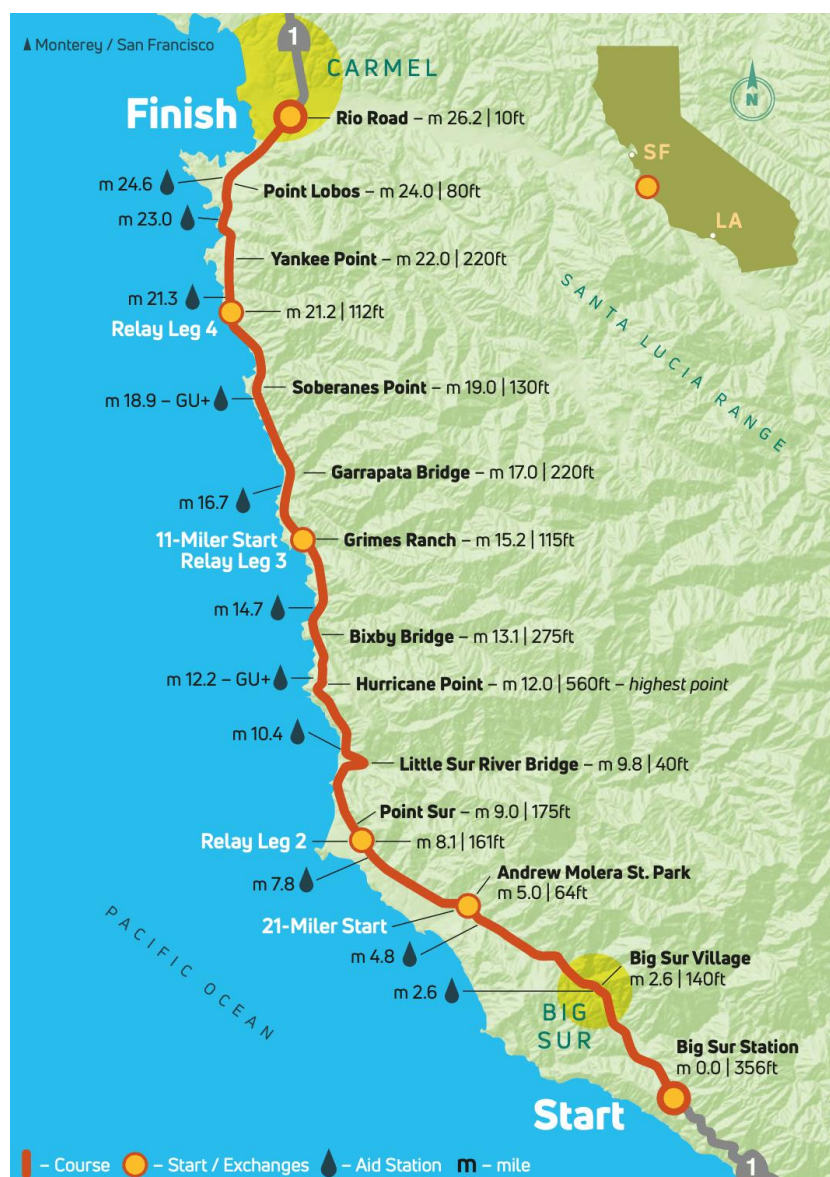 1
Monterey / San Francisco
CARMEL
N
Finish
Rio Road – m 26.2 | 10ft
SF
LA
m 24.6
Point Lobos – m 24.0 | 80ft
m 23.0
Yankee Point – m 22.0 | 220ft
SANTA LUCIA RANGE
m 21.3
m 21.2 | 112ft
Relay Leg 4
Soberanes Point – m 19.0 | 130ft
m 18.9 – GU+
Garrapata Bridge – m 17.0 | 220ft
m 16.7
11-Miler Start
Relay Leg 3
Grimes Ranch – m 15.2 | 115ft
m 14.7
Bixby Bridge – m 13.1 | 275ft
m 12.2 – GU+
Hurricane Point – m 12.0 | 560ft – highest point
m 10.4
Little Sur River Bridge – m 9.8 | 40ft
Point Sur – m 9.0 | 175ft
Relay Leg 2
m 8.1 | 161ft
m 7.8
Andrew Molera St. Park
m 5.0 | 64ft
21-Miler Start
PACIFIC OCEAN
m 4.8
Big Sur Village
m 2.6 | 140ft
m 2.6
BIG
SUR
Big Sur Station
m 0.0 | 356ft
Start
– Course
– Start / Exchanges
– Aid Station
m – mile
1